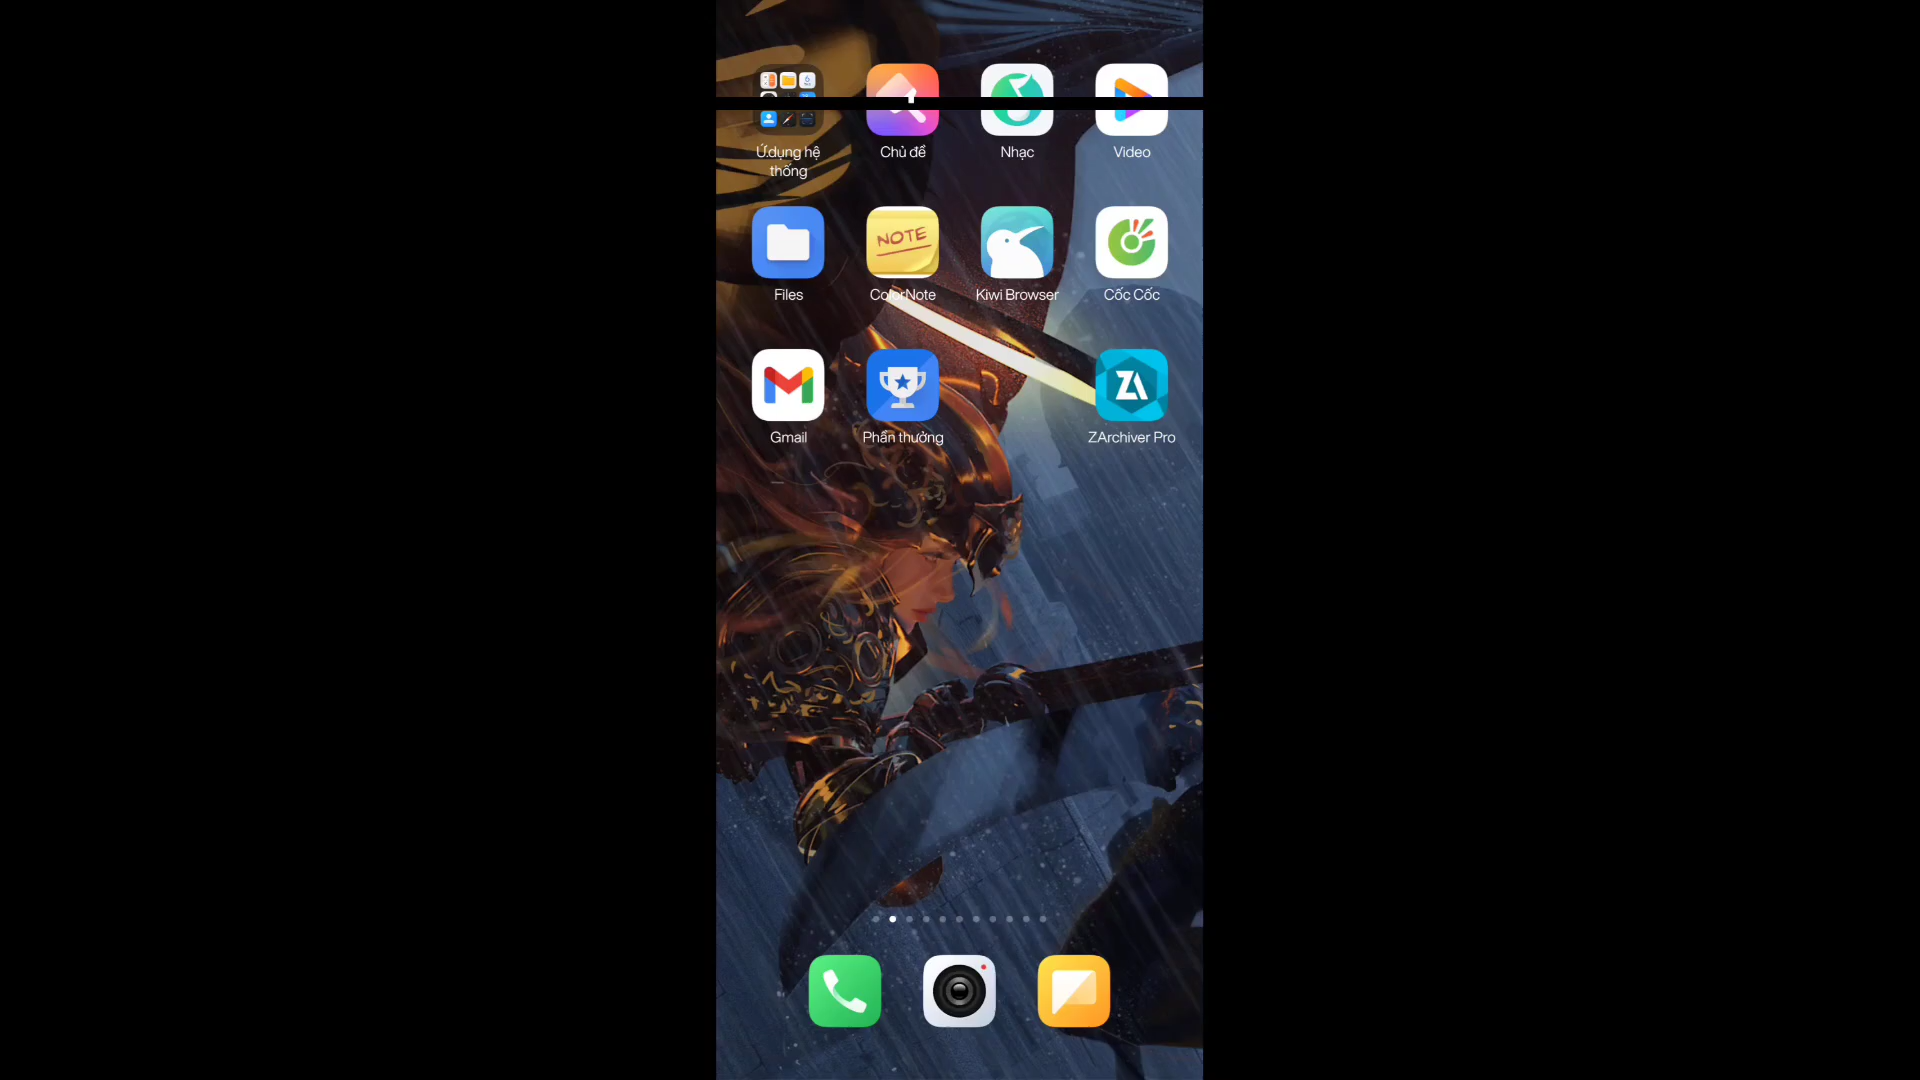 Ứ.dụng hệ
thống
Chủ đề
Nhạc
Video
NOTE
Files
ColorNote
Kiwi Browser
Cốc Cốc
ZA
Gmail
Phần thưởng
ZArchiver Pro